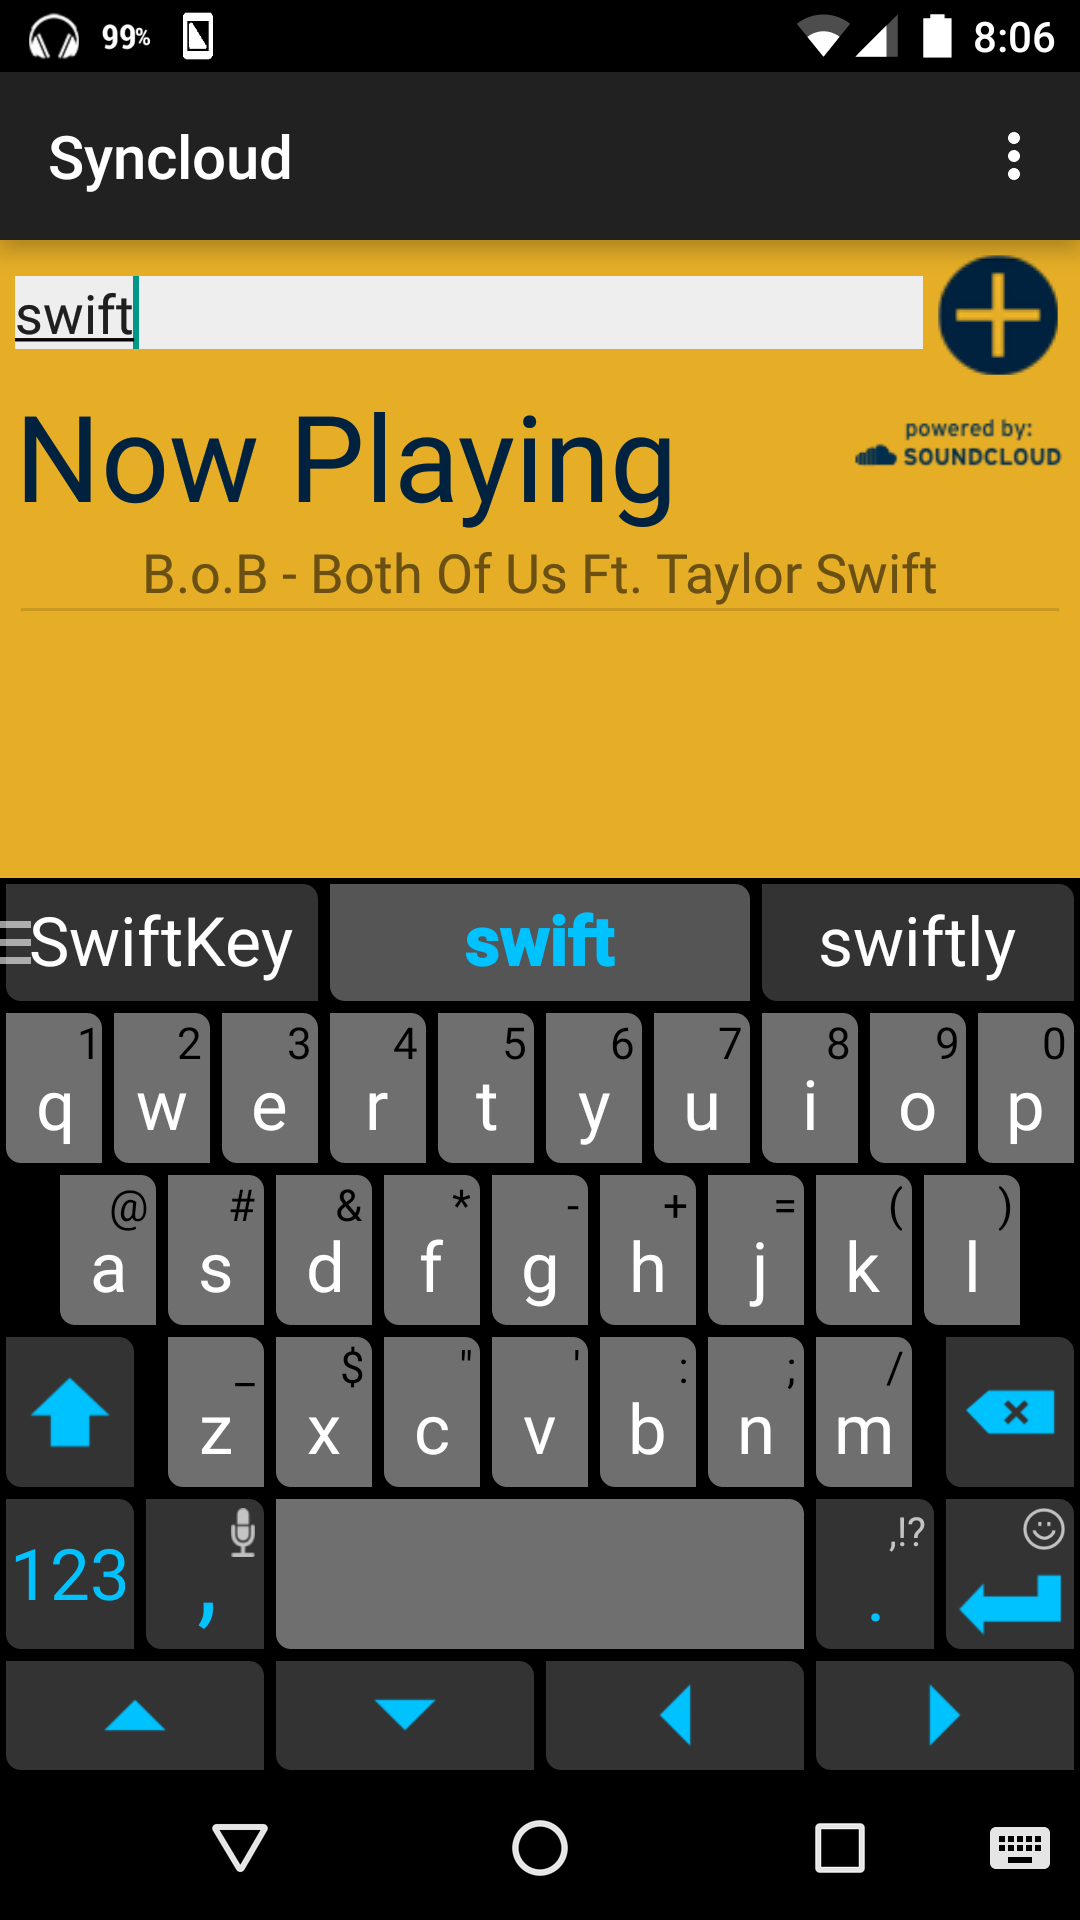 99% 8:06
Syncloud
swift
Now Playing
powered by:
SOUNDCLOUD
B.o.B - Both Of Us Ft. Taylor Swift
SwiftKey swift swiftly
1 2 3 4 5 6 7 8 9 0
q w e r t y u i o p
@ # & * - + = ( )
a s d f g h j k l
_ $ " ' : ; /
z x c v b n m
,!?
123 , .